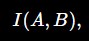 I(A, B),